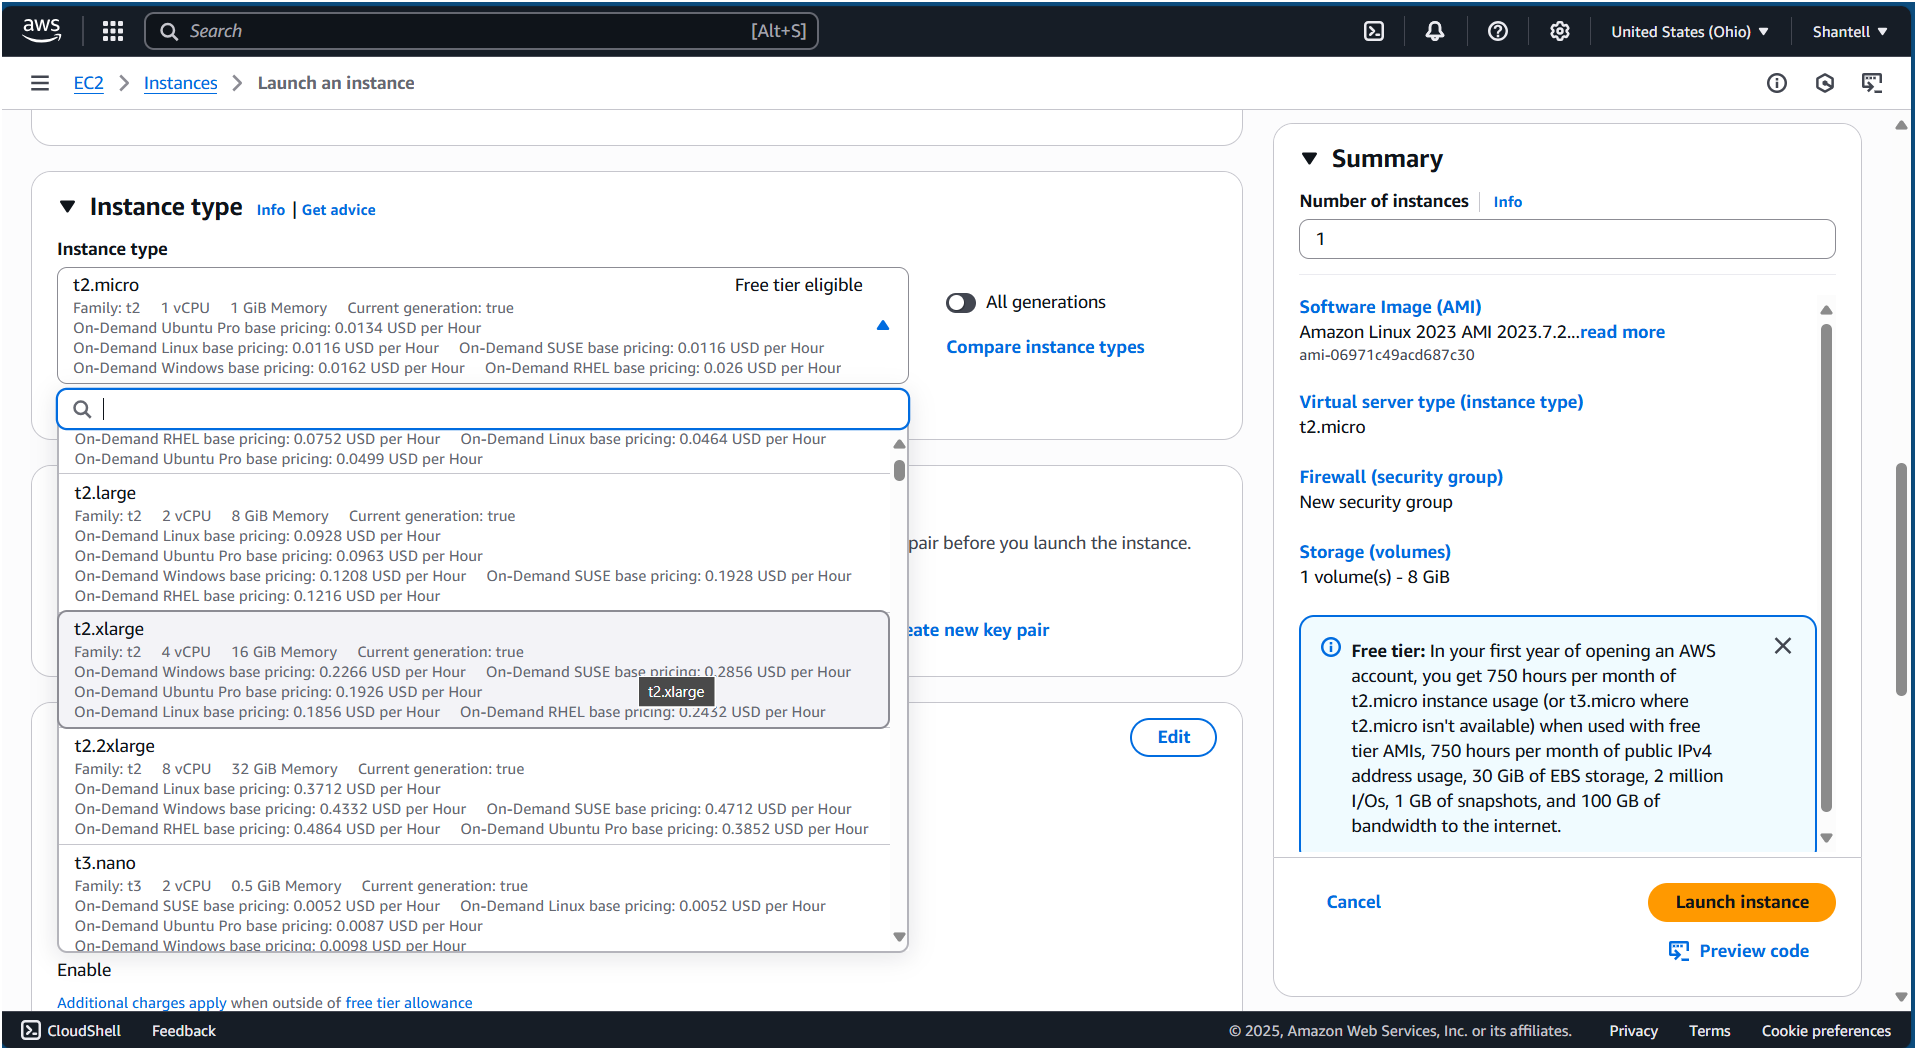 aws
Search [Alt+S]
United States (Ohio)
Shantell
EC2 Instances Launch an instance
Instance type Info | Get advice
Instance type
t2.micro Free tier eligible
Family: t2 1 vCPU 1 GiB Memory Current generation: true
On-Demand Ubuntu Pro base pricing: 0.0134 USD per Hour
On-Demand Linux base pricing: 0.0116 USD per Hour On-Demand SUSE base pricing: 0.0116 USD per Hour
On-Demand Windows base pricing: 0.0162 USD per Hour On-Demand RHEL base pricing: 0.026 USD per Hour
All generations
Compare instance types
On-Demand RHEL base pricing: 0.0752 USD per Hour On-Demand Linux base pricing: 0.0464 USD per Hour
On-Demand Ubuntu Pro base pricing: 0.0499 USD per Hour
t2.large
Family: t2 2 vCPU 8 GiB Memory Current generation: true
On-Demand Linux base pricing: 0.0928 USD per Hour
On-Demand Ubuntu Pro base pricing: 0.0963 USD per Hour
On-Demand Windows base pricing: 0.1208 USD per Hour On-Demand SUSE base pricing: 0.1928 USD per Hour
On-Demand RHEL base pricing: 0.1216 USD per Hour
t2.xlarge
Family: t2 4 vCPU 16 GiB Memory Current generation: true
On-Demand Windows base pricing: 0.2266 USD per Hour On-Demand SUSE base pricing: 0.2856 USD per Hour
On-Demand Ubuntu Pro base pricing: 0.1926 USD per Hour
t2.xlarge
On-Demand Linux base pricing: 0.1856 USD per Hour On-Demand RHEL base pricing: 0.2432 USD per Hour
t2.2xlarge
Family: t2 8 vCPU 32 GiB Memory Current generation: true
On-Demand Linux base pricing: 0.3712 USD per Hour
On-Demand Windows base pricing: 0.4332 USD per Hour On-Demand SUSE base pricing: 0.4712 USD per Hour
On-Demand RHEL base pricing: 0.4864 USD per Hour On-Demand Ubuntu Pro base pricing: 0.3852 USD per Hour
t3.nano
Family: t3 2 vCPU 0.5 GiB Memory Current generation: true
On-Demand SUSE base pricing: 0.0052 USD per Hour On-Demand Linux base pricing: 0.0052 USD per Hour
On-Demand Ubuntu Pro base pricing: 0.0087 USD per Hour
On-Demand Windows base pricing: 0.0098 USD per Hour
pair before you launch the instance.
eate new key pair
Edit
Enable
Additional charges apply when outside of free tier allowance
Summary
Number of instances Info
1
Software Image (AMI)
Amazon Linux 2023 AMI 2023.7.2...read more
ami-06971c49acd687c30
Virtual server type (instance type)
t2.micro
Firewall (security group)
New security group
Storage (volumes)
1 volume(s) - 8 GiB
Free tier: In your first year of opening an AWS
account, you get 750 hours per month of
t2.micro instance usage (or t3.micro where
t2.micro isn't available) when used with free
tier AMIs, 750 hours per month of public IPv4
address usage, 30 GiB of EBS storage, 2 million
I/Os, 1 GB of snapshots, and 100 GB of
bandwidth to the internet.
Cancel
Launch instance
Preview code
CloudShell Feedback
© 2025, Amazon Web Services, Inc. or its affiliates. Privacy Terms Cookie preferences